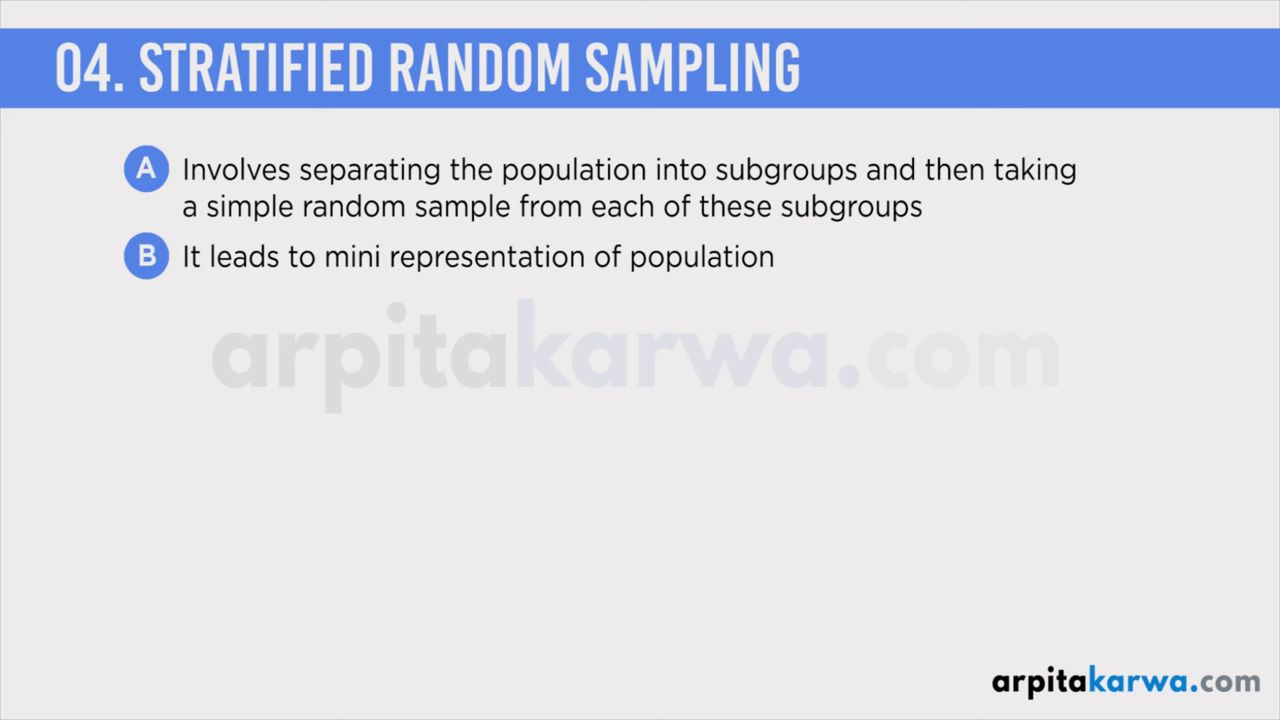 04. STRATIFIED RANDOM SAMPLING
A Involves separating the population into subgroups and then taking
a simple random sample from each of these subgroups
B It leads to mini representation of population
arpitakarwa.com
arpitakarwa.com